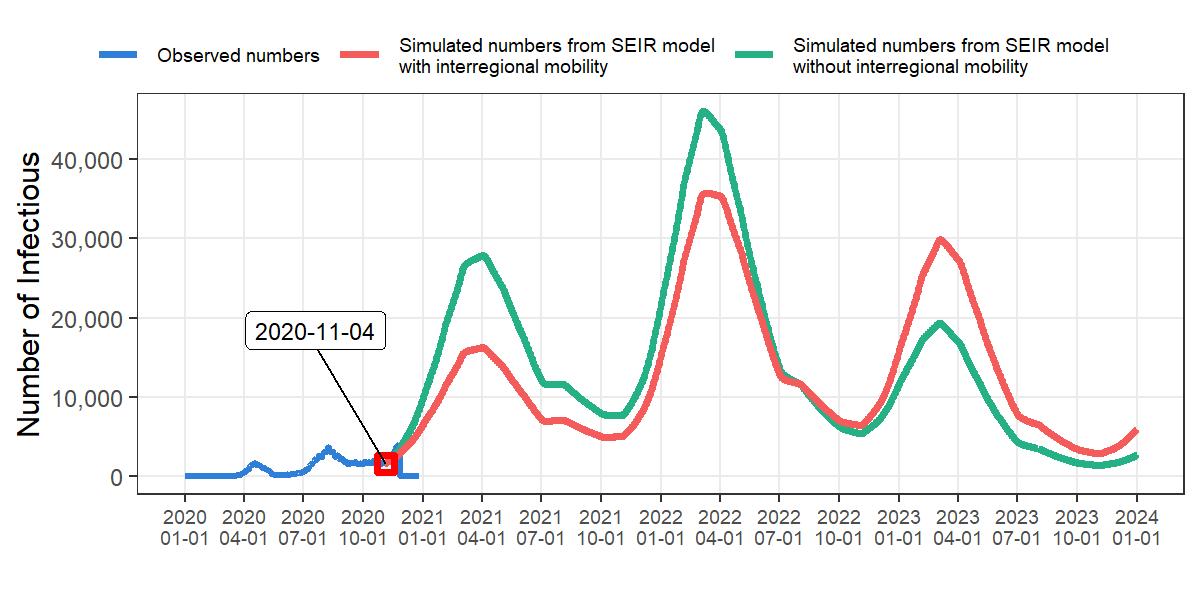 Observed numbers
Simulated numbers from SEIR model
with interregional mobility
Simulated numbers from SEIR model
without interregional mobility
Number of Infectious
40,000
30,000
20,000
10,000
0
2020-11-04
2020 2020 2020 2020 2021 2021 2021 2021 2022 2022 2022 2022 2023 2023 2023 2023 2024
01-01 04-01 07-01 10-01 01-01 04-01 07-01 10-01 01-01 04-01 07-01 10-01 01-01 04-01 07-01 10-01 01-01